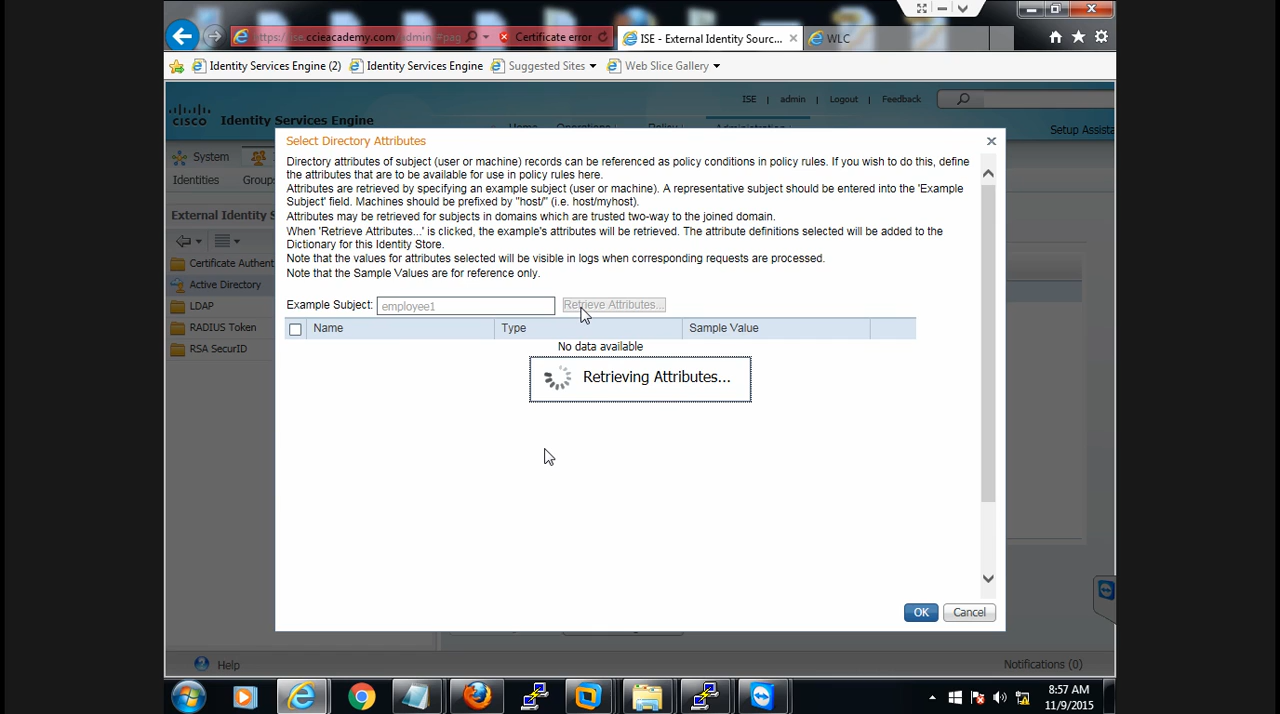 https://ise.ccieacademy.com/admin/#pag
Certificate error
ISE - External Identity Sourc...
WLC
Identity Services Engine (2)
Identity Services Engine
Suggested Sites
Web Slice Gallery
ISE | admin | Logout | Feedback
CISCO Identity Services Engine
Home Operations Policy Administration
Setup Assista
System
Identities Group
External Identity S
Certificate Authent
Active Directory
LDAP
RADIUS Token
RSA SecurID
Select Directory Attributes
Directory attributes of subject (user or machine) records can be referenced as policy conditions in policy rules. If you wish to do this, define
the attributes that are to be available for use in policy rules here.
Attributes are retrieved by specifying an example subject (user or machine). A representative subject should be entered into the 'Example
Subject' field. Machines should be prefixed by "host/" (i.e. host/myhost).
Attributes may be retrieved for subjects in domains which are trusted two-way to the joined domain.
When 'Retrieve Attributes...' is clicked, the example's attributes will be retrieved. The attribute definitions selected will be added to the
Dictionary for this Identity Store.
Note that the values for attributes selected will be visible in logs when corresponding requests are processed.
Note that the Sample Values are for reference only.
Example Subject: employee1 Retrieve Attributes...
Name Type Sample Value
No data available
Retrieving Attributes...
OK Cancel
Help
Notifications (0)
8:57 AM
11/9/2015